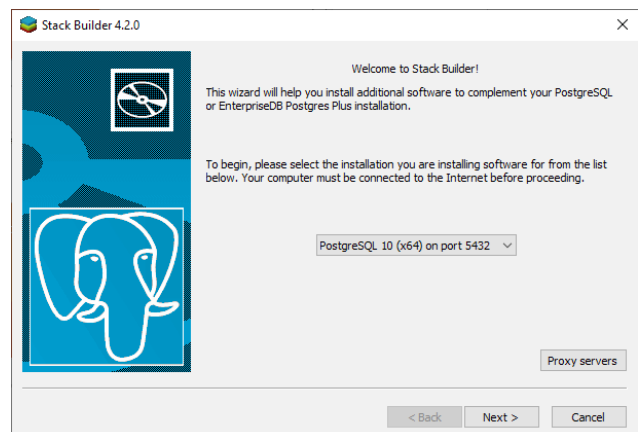 Stack Builder 4.2.0
Welcome to Stack Builder!
This wizard will help you install additional software to complement your PostgreSQL
or EnterpriseDB Postgres Plus installation.
To begin, please select the installation you are installing software for from the list
below. Your computer must be connected to the Internet before proceeding.
PostgreSQL 10 (x64) on port 5432
Proxy servers
< Back
Next >
Cancel